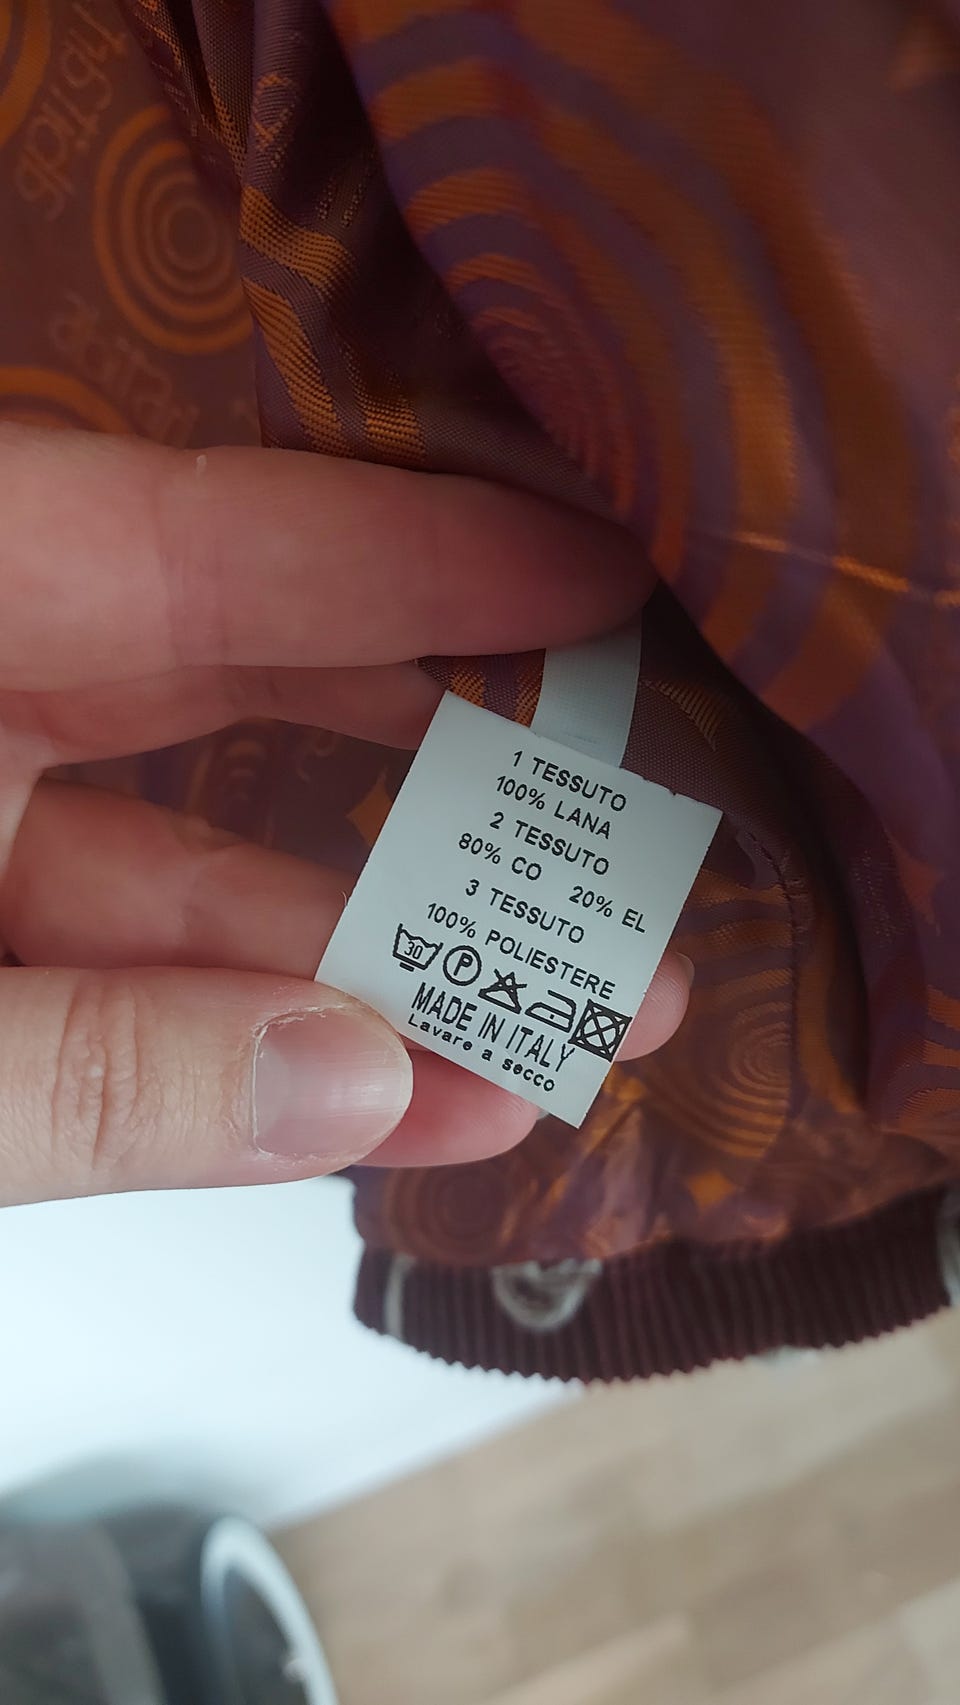 1 TESSUTO
100% LANA
2 TESSUTO
80% CO 20% EL
3 TESSUTO
100% POLIESTERE
30 P
MADE IN ITALY
Lavare a secco